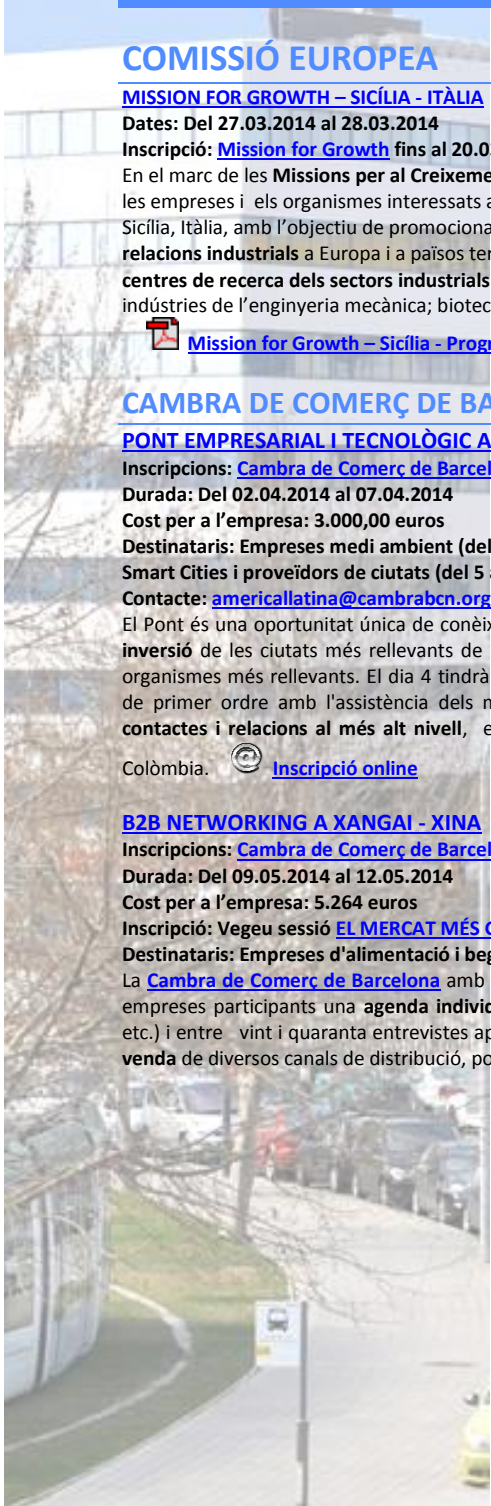 COMISSIÓ EUROPEA
MISSION FOR GROWTH – SICÍLIA - ITÀLIA
Dates: Del 27.03.2014 al 28.03.2014
Inscripció: Mission for Growth fins al 20.0
En el marc de les Missions per al Creixeme
les empreses i els organismes interessats a
Sicília, Itàlia, amb l’objectiu de promociona
relacions industrials a Europa i a països ter
centres de recerca dels sectors industrials
indústries de l’enginyeria mecànica; biotec
Mission for Growth – Sicília - Progr
CAMBRA DE COMERÇ DE BA
PONT EMPRESARIAL I TECNOLÒGIC A
Inscripcions: Cambra de Comerç de Barcel
Durada: Del 02.04.2014 al 07.04.2014
Cost per a l’empresa: 3.000,00 euros
Destinataris: Empreses medi ambient (del
Smart Cities i proveïdors de ciutats (del 5 a
Contacte: americallatina@cambrabcn.org
El Pont és una oportunitat única de conèix
inversió de les ciutats més rellevants de
organismes més rellevants. El dia 4 tindrà
de primer ordre amb l'assistència dels m
contactes i relacions al més alt nivell, e
Colòmbia. Inscripció online
B2B NETWORKING A XANGAI - XINA
Inscripcions: Cambra de Comerç de Barcel
Durada: Del 09.05.2014 al 12.05.2014
Cost per a l’empresa: 5.264 euros
Inscripció: Vegeu sessió EL MERCAT MÉS G
Destinataris: Empreses d'alimentació i beg
La Cambra de Comerç de Barcelona amb
empreses participants una agenda individ
etc.) i entre vint i quaranta entrevistes ap
venda de diversos canals de distribució, po